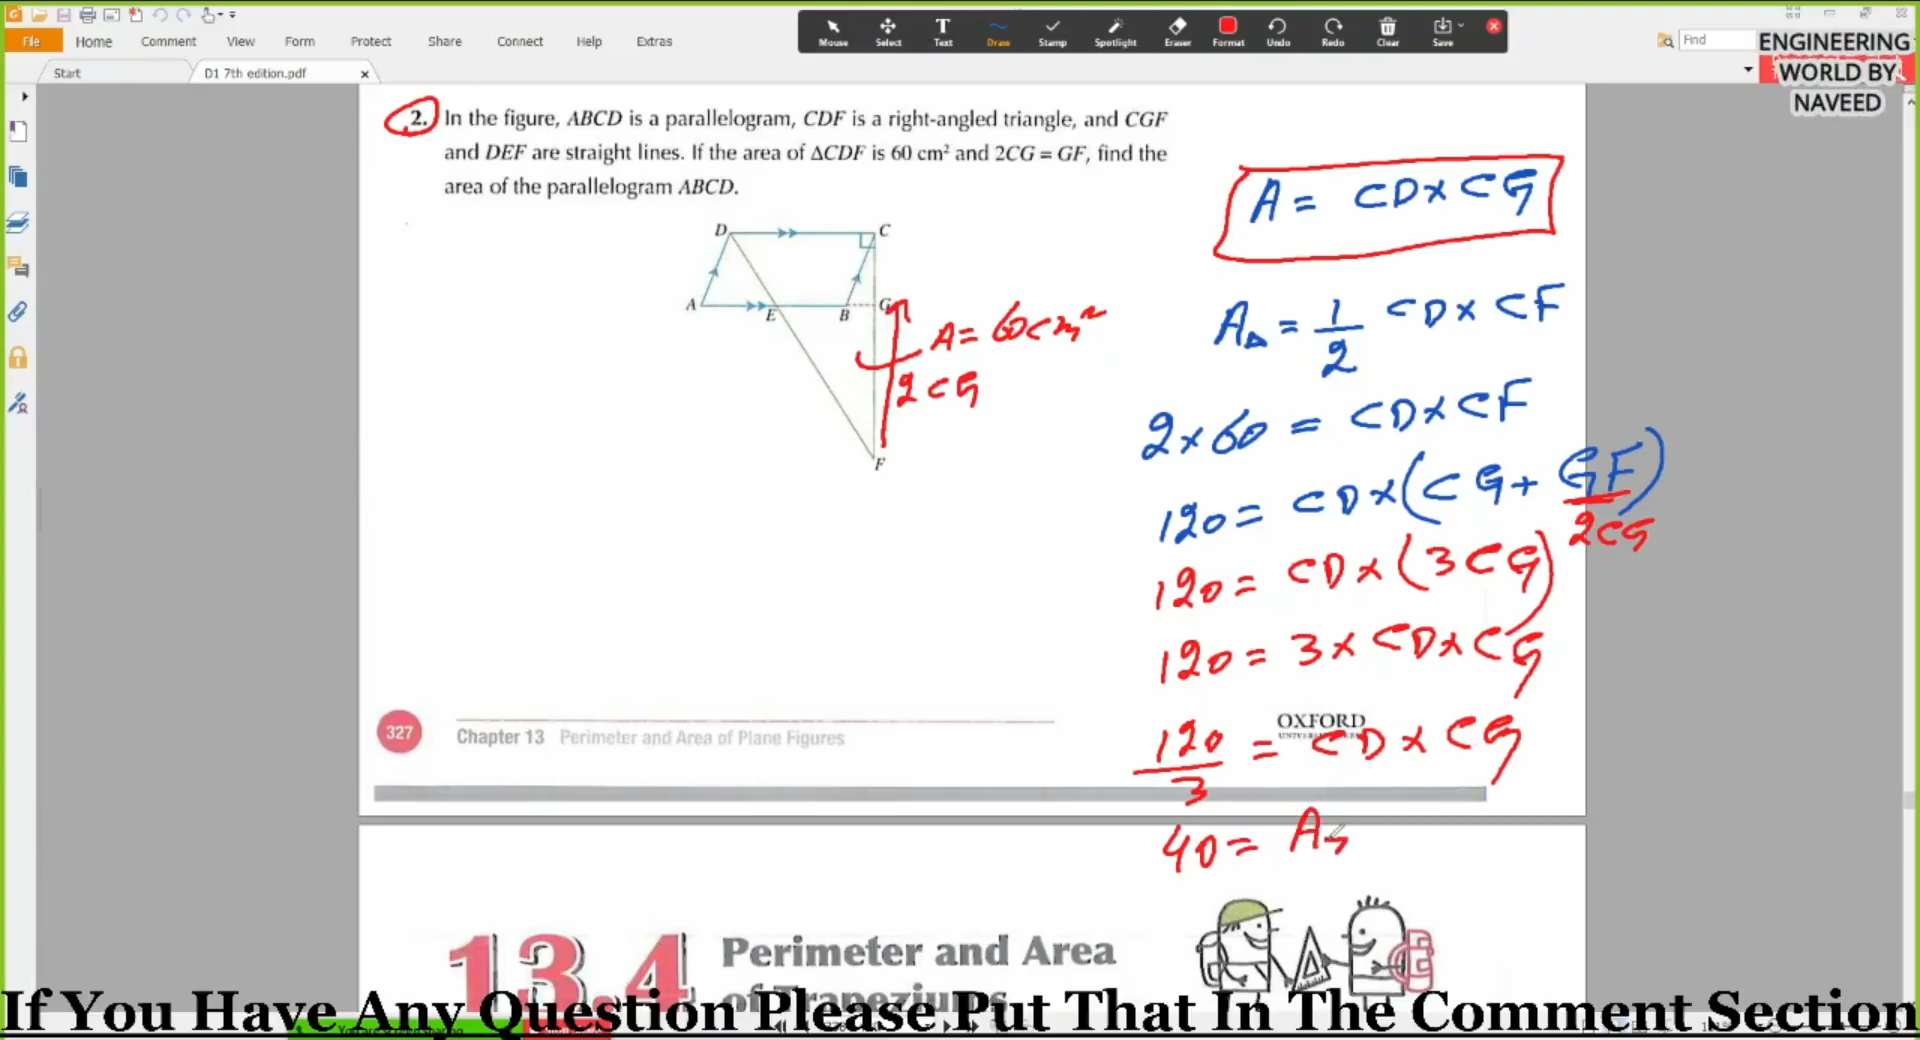 Mouse Select Text Draw Stamp Spotlight Eraser Format Undo Redo Clear Save
File Home Comment View Form Protect Share Connect Help Extras
Find
ENGINEERING
WORLD BY
NAVEED
Start D1 7th edition.pdf
2. In the figure, ABCD is a parallelogram, CDF is a right-angled triangle, and CGF
and DEF are straight lines. If the area of ΔCDF is 60 cm² and 2CG = GF, find the
area of the parallelogram ABCD.
D C
A E B G
F
A = 60cm²
2CG
A = CD×CG
A△ = 1/2 CD × CF
2×60 = CD×CF
120 = CD×(CG + GF)
2CG
120 = CD×(3CG)
120 = 3× CD×CG
120/3 = CD × CG
40 = A
327 Chapter 13 Perimeter and Area of Plane Figures
OXFORD
13.4 Perimeter and Area
of Trapeziums
If You Have Any Question Please Put That In The Comment Section